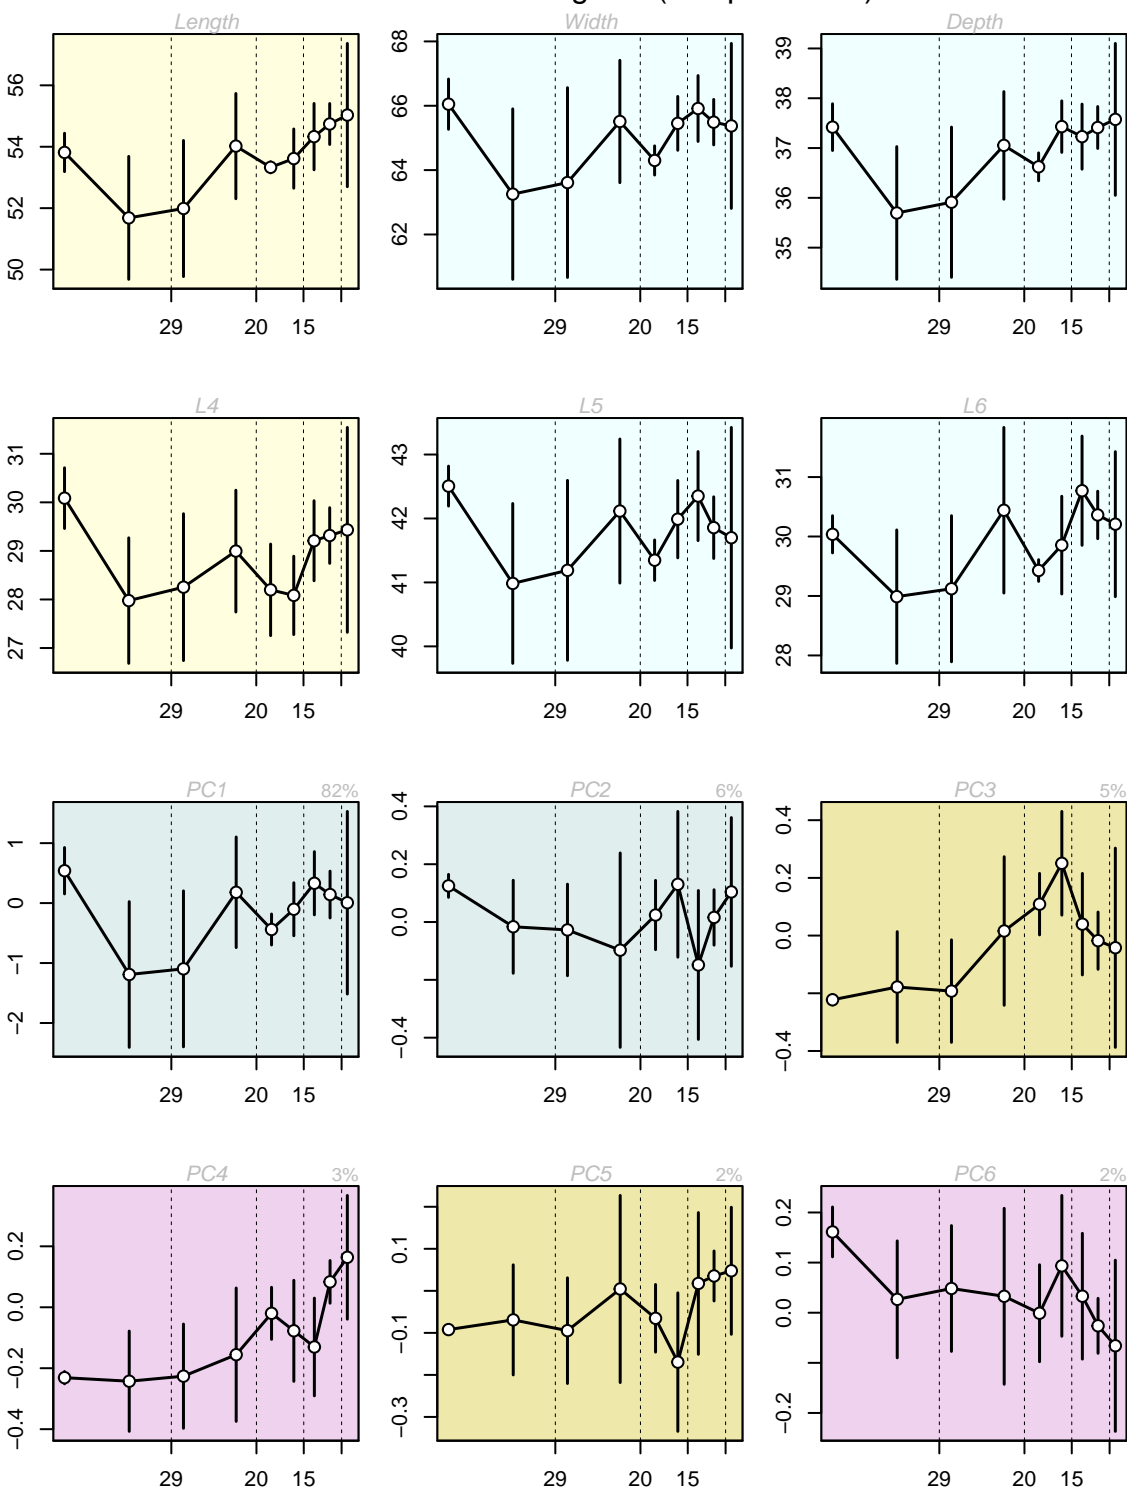 Length Width Depth
56 54 52 50
68 66 64 62
39 38 37 36 35
29 20 15 29 20 15 29 20 15
L4 L5 L6
31 30 29 28 27
43 42 41 40
31 30 29 28
29 20 15 29 20 15 29 20 15
PC1 82% PC2 6% PC3 5%
1 0 −1 −2
0.4 0.2 0.0 −0.4
0.4 0.2 0.0 −0.4
29 20 15 29 20 15 29 20 15
PC4 3% PC5 2% PC6 2%
0.2 0.0 −0.2 −0.4
0.1 −0.1 −0.3
0.2 0.1 0.0 −0.2
29 20 15 29 20 15 29 20 15